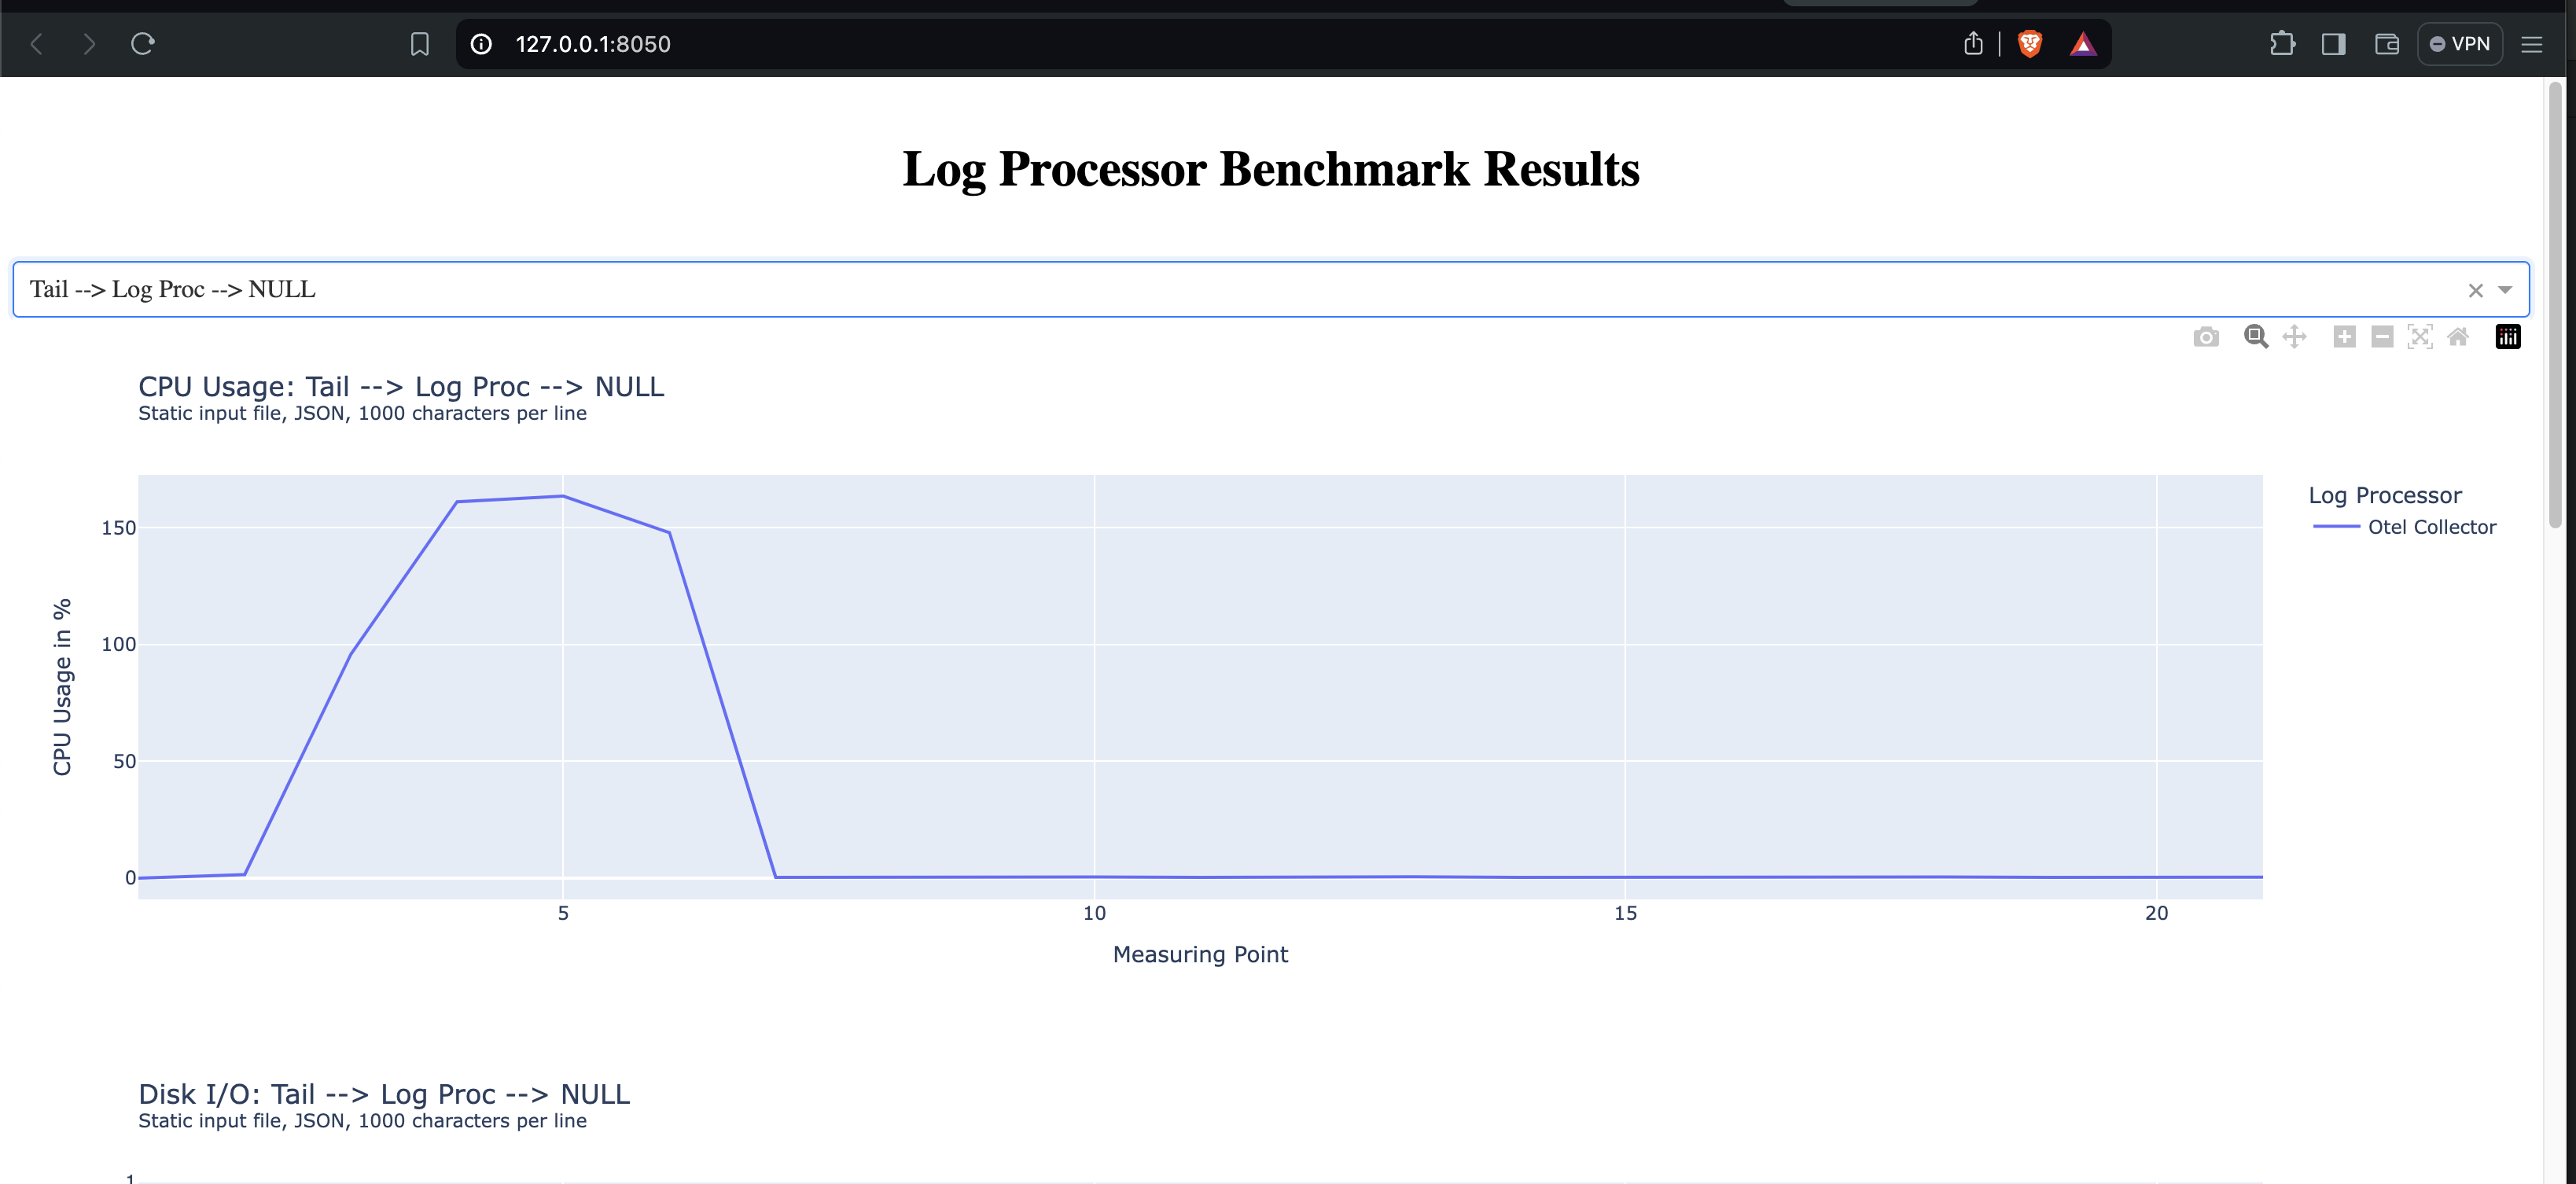 127.0.0.1:8050
VPN
Log Processor Benchmark Results
Tail --> Log Proc --> NULL
CPU Usage: Tail --> Log Proc --> NULL
Static input file, JSON, 1000 characters per line
Log Processor
Otel Collector
CPU Usage in %
150
100
50
0
5
10
15
20
Measuring Point
Disk I/O: Tail --> Log Proc --> NULL
Static input file, JSON, 1000 characters per line
1